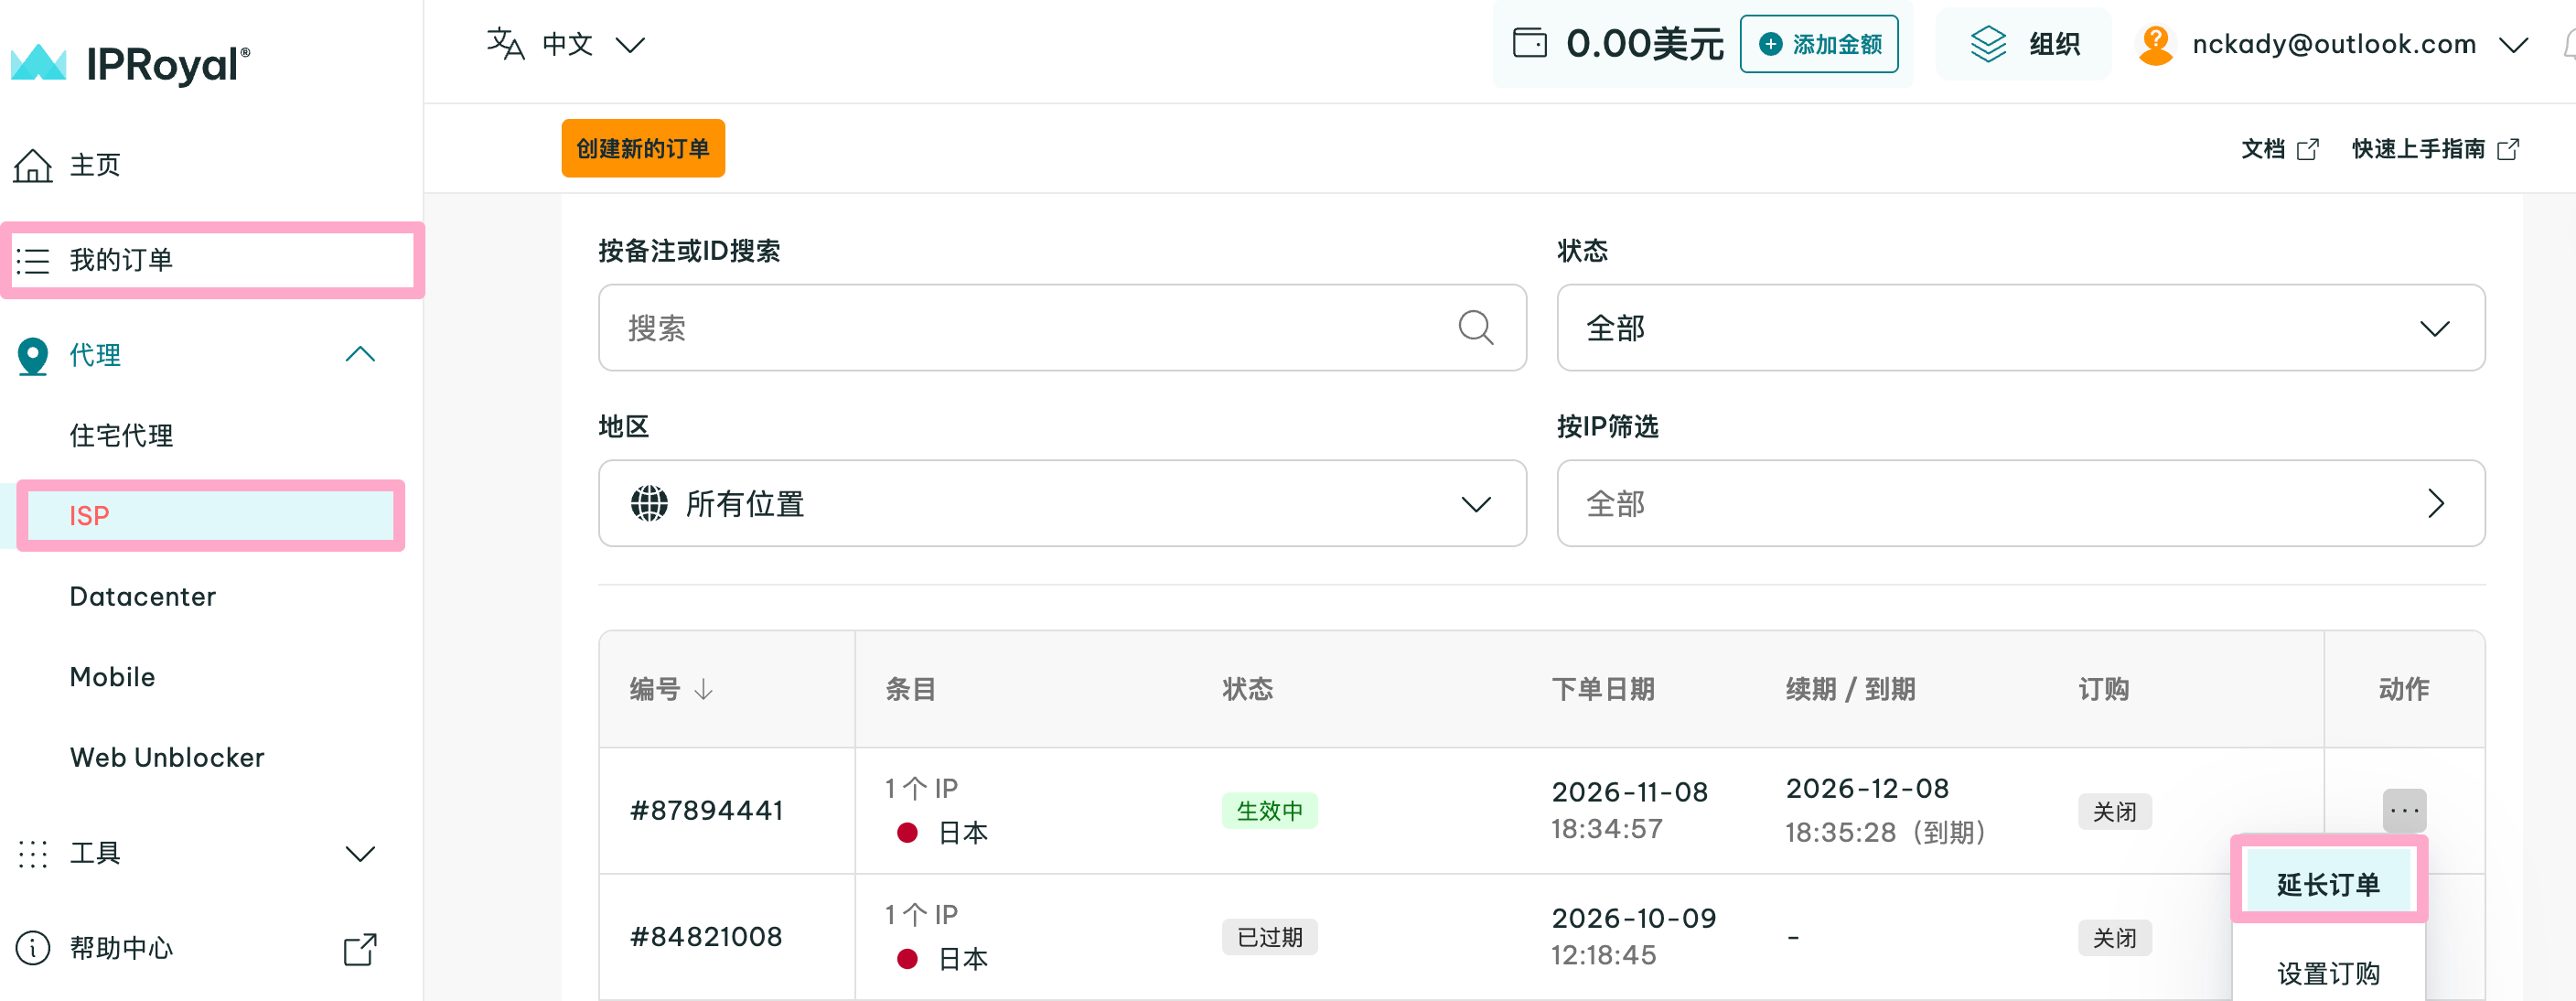 IPRoyal®
中文
0.00美元
添加金额
组织
nckady@outlook.com
创建新的订单
文档
快速上手指南
主页
我的订单
代理
住宅代理
ISP
Datacenter
Mobile
Web Unblocker
工具
帮助中心
按备注或ID搜索
搜索
状态
全部
地区
所有位置
按IP筛选
全部
编号 ↓ 条目 状态 下单日期 续期 / 到期 订购 动作
#87894441
1 个 IP
日本
生效中
2026-11-08
18:34:57
2026-12-08
18:35:28（到期）
关闭
...
延长订单
设置订购
#84821008
1 个 IP
日本
已过期
2026-10-09
12:18:45
-
关闭